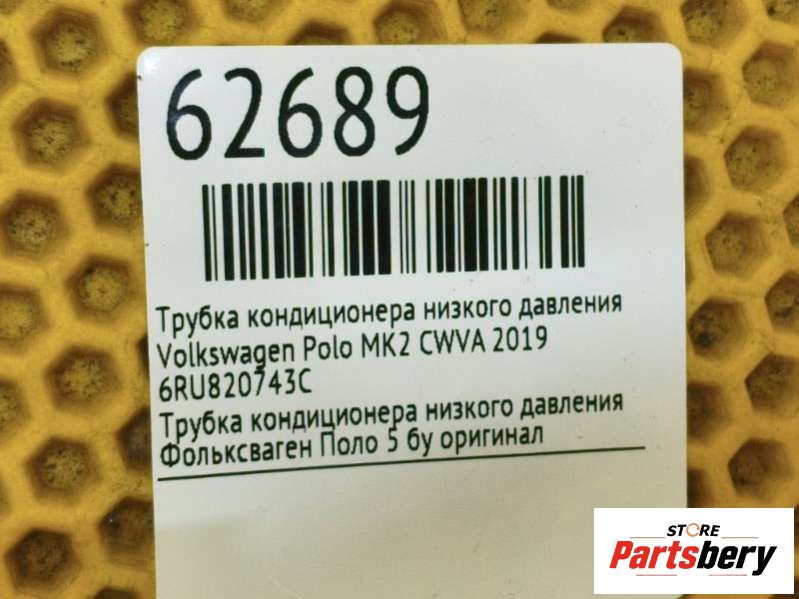 62689
Трубка кондиционера низкого давления
Volkswagen Polo MK2 CWVA 2019
6RU820743C
Трубка кондиционера низкого давления
Фольксваген Поло 5 бу оригинал
STORE
Partsbery